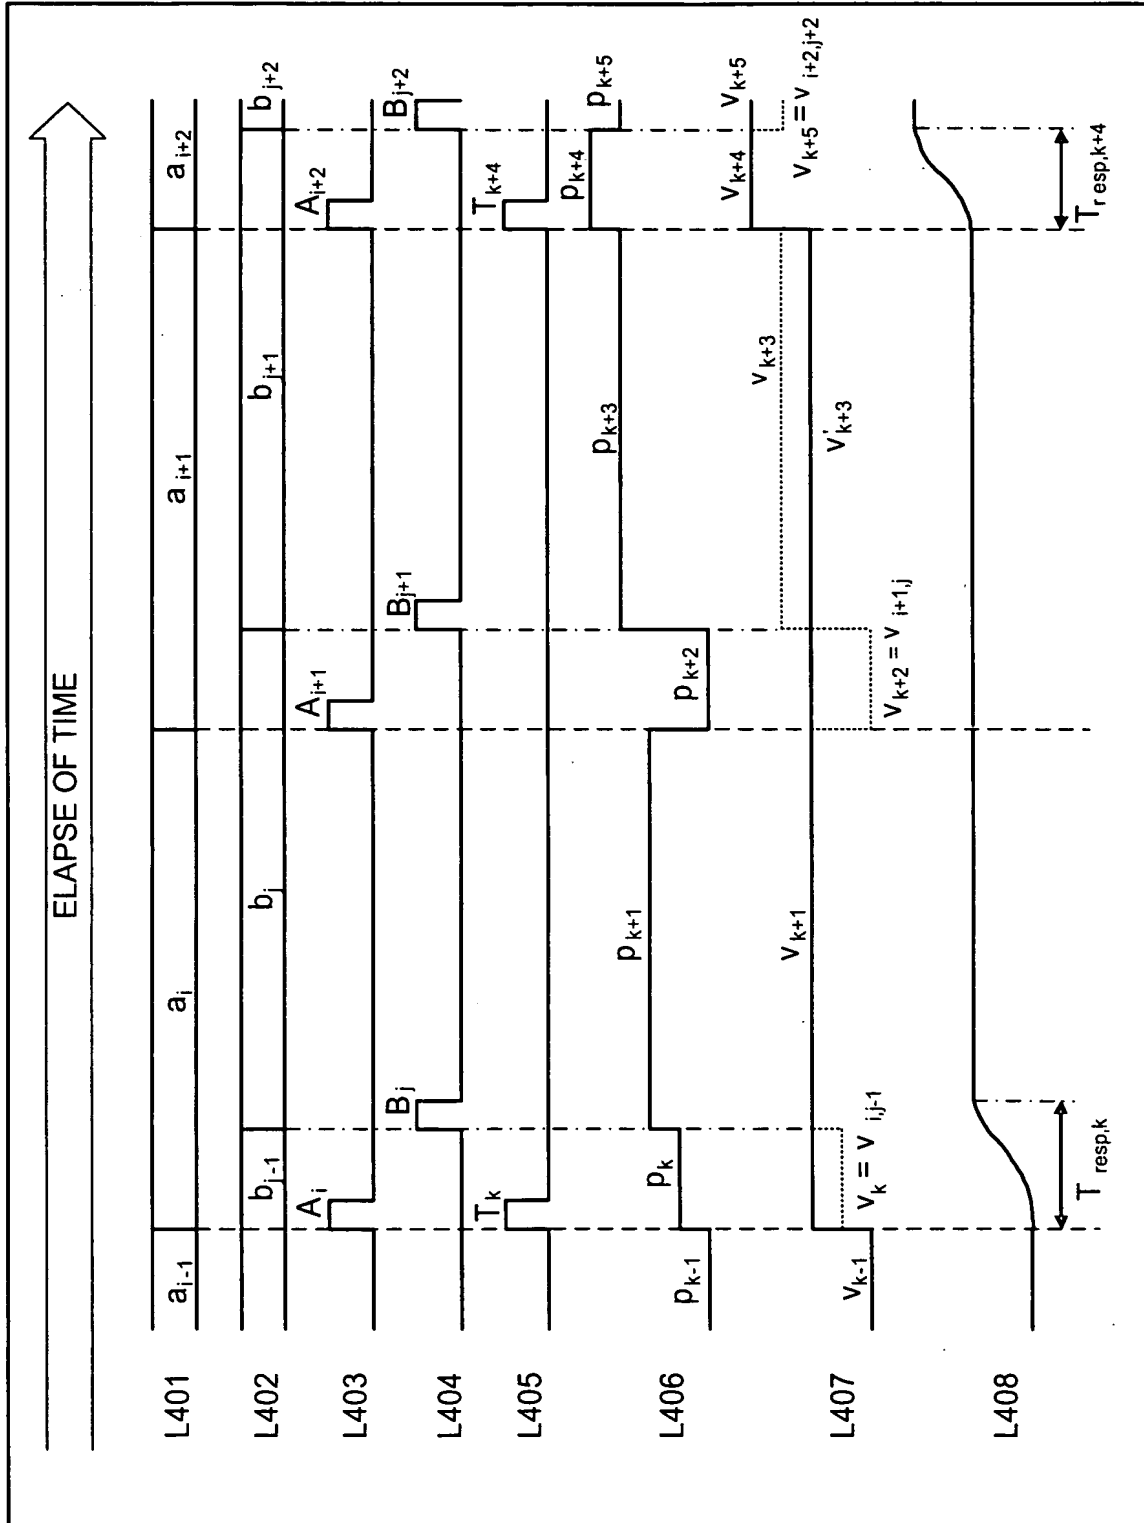 ELAPSE OF TIME
L401 a i-1 a i a i+1 a i+2
L402 b j-1 b j b j+1 b j+2
L403 A i A i+1 A i+2
L404 B j B j+1 B j+2
L405 T k T k+4
L406 p k-1 p k p k+1 p k+2 p k+3 p k+4 p k+5
L407 v k-1 v k+1 v k+3 v k+4 v k+5
v' k+3
v k = v i,j-1 v k+2 = v i+1,j v k+5 = v i+2,j+2
L408
T resp,k T resp,k+4